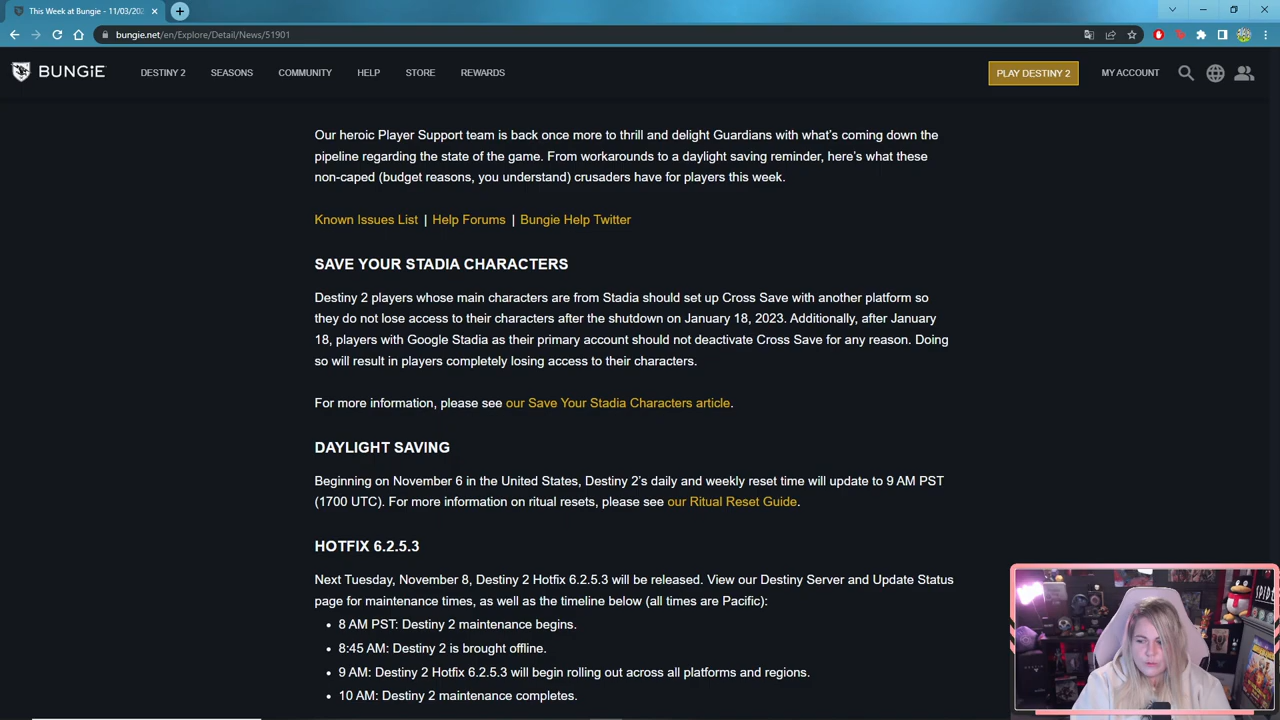 This Week at Bungie - 11/03/202
bungie.net/en/Explore/Detail/News/51901
BUNGiE
DESTINY 2
SEASONS
COMMUNITY
HELP
STORE
REWARDS
PLAY DESTINY 2
MY ACCOUNT
Our heroic Player Support team is back once more to thrill and delight Guardians with what's coming down the
pipeline regarding the state of the game. From workarounds to a daylight saving reminder, here's what these
non-caped (budget reasons, you understand) crusaders have for players this week.
Known Issues List | Help Forums | Bungie Help Twitter
SAVE YOUR STADIA CHARACTERS
Destiny 2 players whose main characters are from Stadia should set up Cross Save with another platform so
they do not lose access to their characters after the shutdown on January 18, 2023. Additionally, after January
18, players with Google Stadia as their primary account should not deactivate Cross Save for any reason. Doing
so will result in players completely losing access to their characters.
For more information, please see our Save Your Stadia Characters article.
DAYLIGHT SAVING
Beginning on November 6 in the United States, Destiny 2's daily and weekly reset time will update to 9 AM PST
(1700 UTC). For more information on ritual resets, please see our Ritual Reset Guide.
HOTFIX 6.2.5.3
Next Tuesday, November 8, Destiny 2 Hotfix 6.2.5.3 will be released. View our Destiny Server and Update Status
page for maintenance times, as well as the timeline below (all times are Pacific):
• 8 AM PST: Destiny 2 maintenance begins.
• 8:45 AM: Destiny 2 is brought offline.
• 9 AM: Destiny 2 Hotfix 6.2.5.3 will begin rolling out across all platforms and regions.
• 10 AM: Destiny 2 maintenance completes.